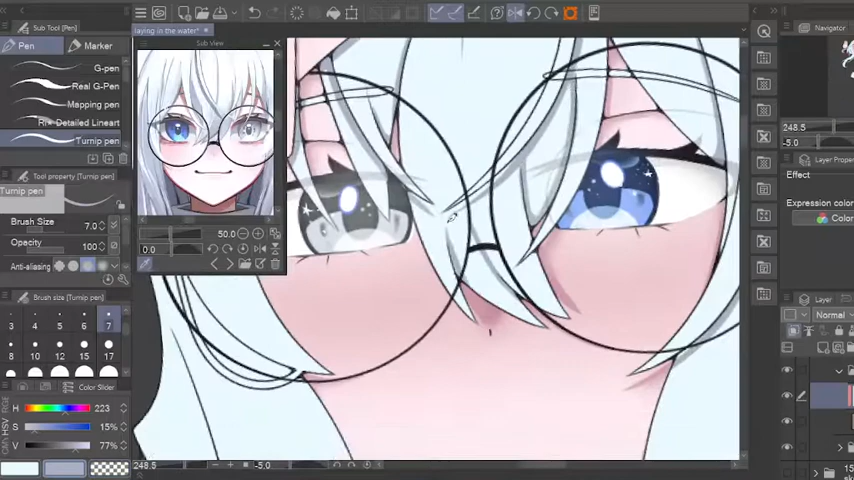 laying in the water*
Sub Tool [Pen]
Pen
Marker
G-pen
Real G-Pen
Mapping pen
Detailed Lineart
Turnip pen
Tool property [Turnip pen]
Turnip pen
Brush Size 7.0
Opacity 100
Anti-aliasing
Brush size [Turnip pen]
3 4 5 6 7
8 10 12 15 17
Color Slider
H 223
S 15%
V 77%
HSV
Sub View
50.0
0.0
248.5
-5.0
Navigator
248.5
-5.0
Layer Prope
Effect
Expression color
Color
Layer
Normal